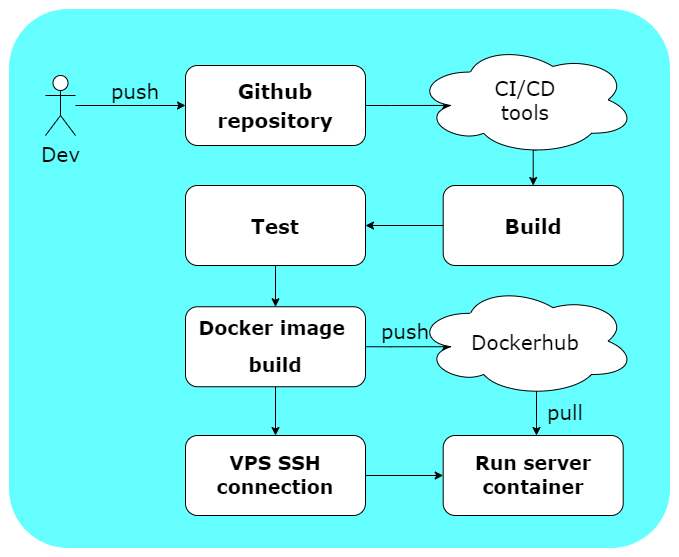 push
Github
repository
CI/CD
tools
Dev
Test
Build
Docker image
build
push
Dockerhub
pull
VPS SSH
connection
Run server
container